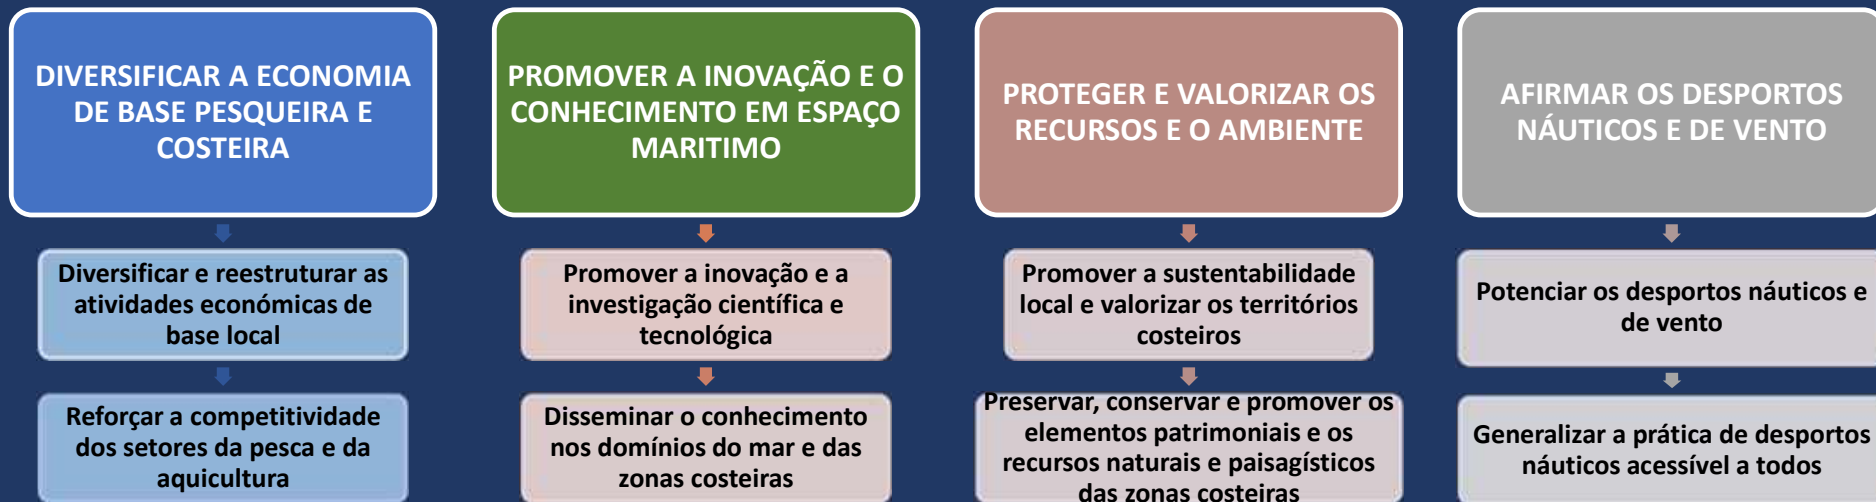 DIVERSIFICAR A ECONOMIA
DE BASE PESQUEIRA E
COSTEIRA
Diversificar e reestruturar as
atividades económicas de
base local
Reforçar a competitividade
dos setores da pesca e da
aquicultura
PROMOVER A INOVAÇÃO E O
CONHECIMENTO EM ESPAÇO
MARITIMO
Promover a inovação e a
investigação científica e
tecnológica
Disseminar o conhecimento
nos domínios do mar e das
zonas costeiras
PROTEGER E VALORIZAR OS
RECURSOS E O AMBIENTE
Promover a sustentabilidade
local e valorizar os territórios
costeiros
Preservar, conservar e promover os
elementos patrimoniais e os
recursos naturais e paisagísticos
das zonas costeiras
AFIRMAR OS DESPORTOS
NÁUTICOS E DE VENTO
Potenciar os desportos náuticos e
de vento
Generalizar a prática de desportos
náuticos acessível a todos